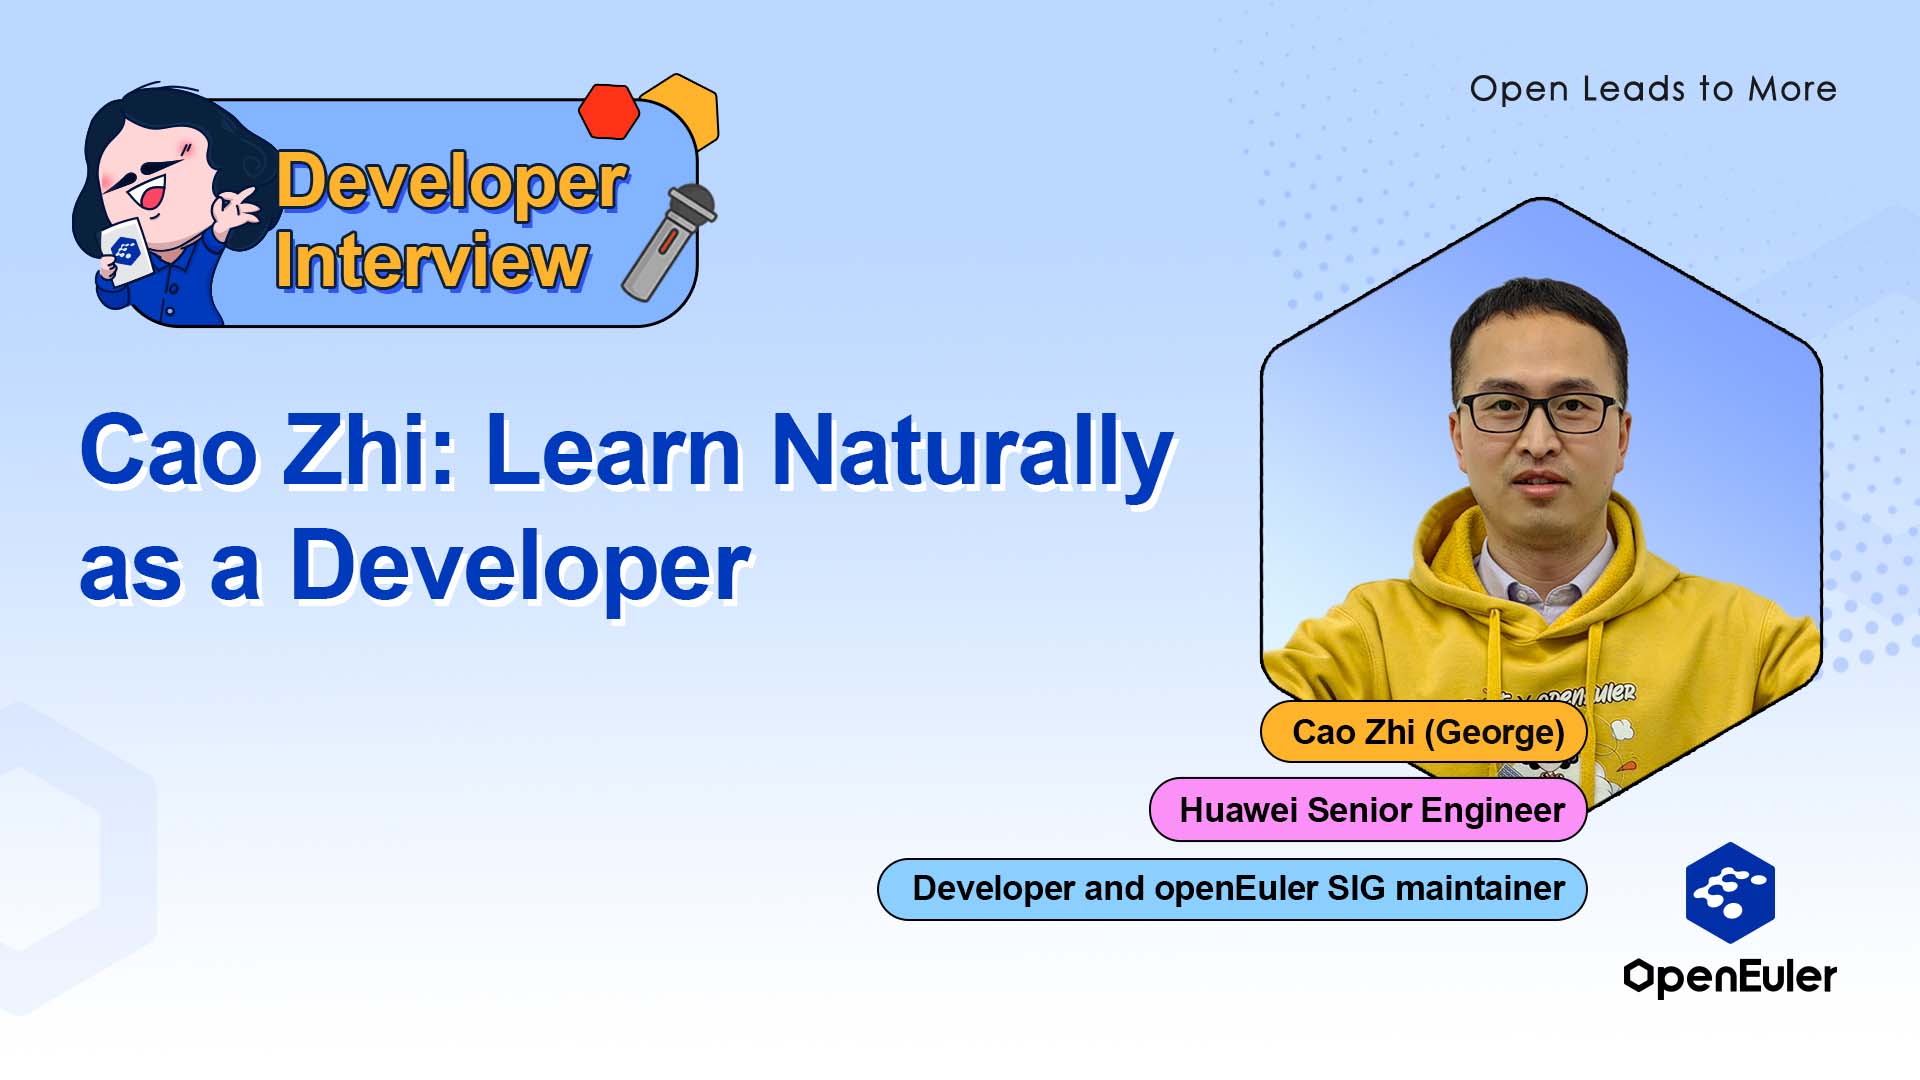 Open Leads to More
Developer
Interview
Cao Zhi: Learn Naturally
as a Developer
openEuler
Cao Zhi (George)
Huawei Senior Engineer
Developer and openEuler SIG maintainer
OpenEuler